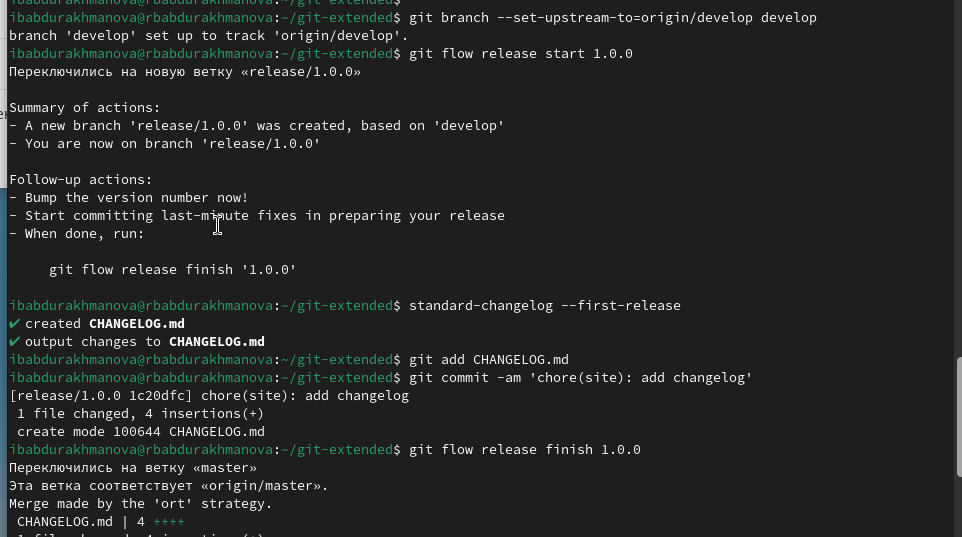 ibabdurakhmanova@rbabdurakhmanova:~/git-extended$ git branch --set-upstream-to=origin/develop develop
branch 'develop' set up to track 'origin/develop'.
ibabdurakhmanova@rbabdurakhmanova:~/git-extended$ git flow release start 1.0.0
Переключились на новую ветку «release/1.0.0»
Summary of actions:
- A new branch 'release/1.0.0' was created, based on 'develop'
- You are now on branch 'release/1.0.0'
Follow-up actions:
- Bump the version number now!
- Start committing last-minute fixes in preparing your release
- When done, run:
git flow release finish '1.0.0'
ibabdurakhmanova@rbabdurakhmanova:~/git-extended$ standard-changelog --first-release
✔ created CHANGELOG.md
✔ output changes to CHANGELOG.md
ibabdurakhmanova@rbabdurakhmanova:~/git-extended$ git add CHANGELOG.md
ibabdurakhmanova@rbabdurakhmanova:~/git-extended$ git commit -am 'chore(site): add changelog'
[release/1.0.0 1c20dfc] chore(site): add changelog
1 file changed, 4 insertions(+)
create mode 100644 CHANGELOG.md
ibabdurakhmanova@rbabdurakhmanova:~/git-extended$ git flow release finish 1.0.0
Переключились на ветку «master»
Эта ветка соответствует «origin/master».
Merge made by the 'ort' strategy.
CHANGELOG.md | 4 ++++